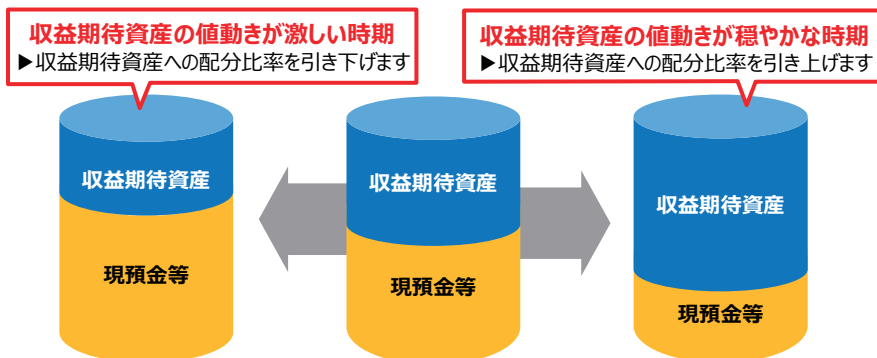 収益期待資産の値動きが激しい時期
▶収益期待資産への配分比率を引き下げます
収益期待資産の値動きが穏やかな時期
▶収益期待資産への配分比率を引き上げます
収益期待資産
現預金等
収益期待資産
現預金等
収益期待資産
現預金等